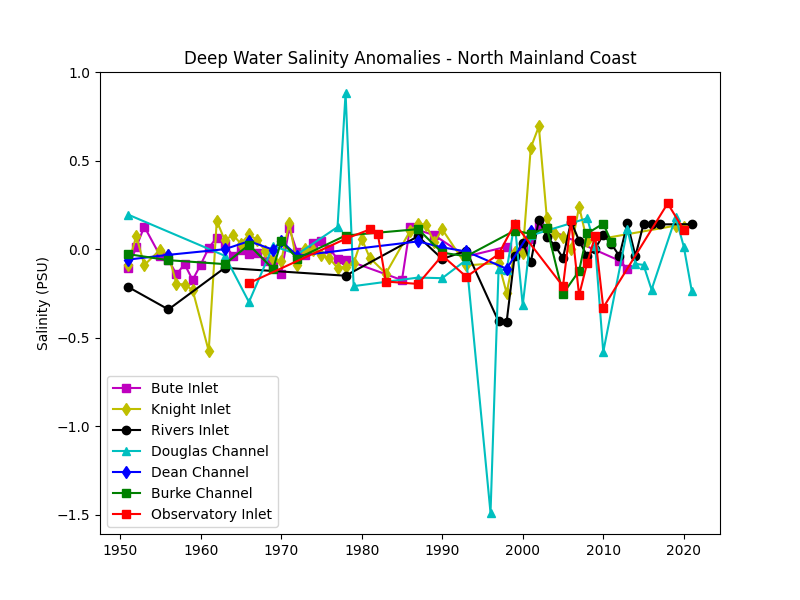 Deep Water Salinity Anomalies - North Mainland Coast
1.0
0.5
0.0
−0.5
−1.0
−1.5
Salinity (PSU)
Bute Inlet
Knight Inlet
Rivers Inlet
Douglas Channel
Dean Channel
Burke Channel
Observatory Inlet
1950 1960 1970 1980 1990 2000 2010 2020